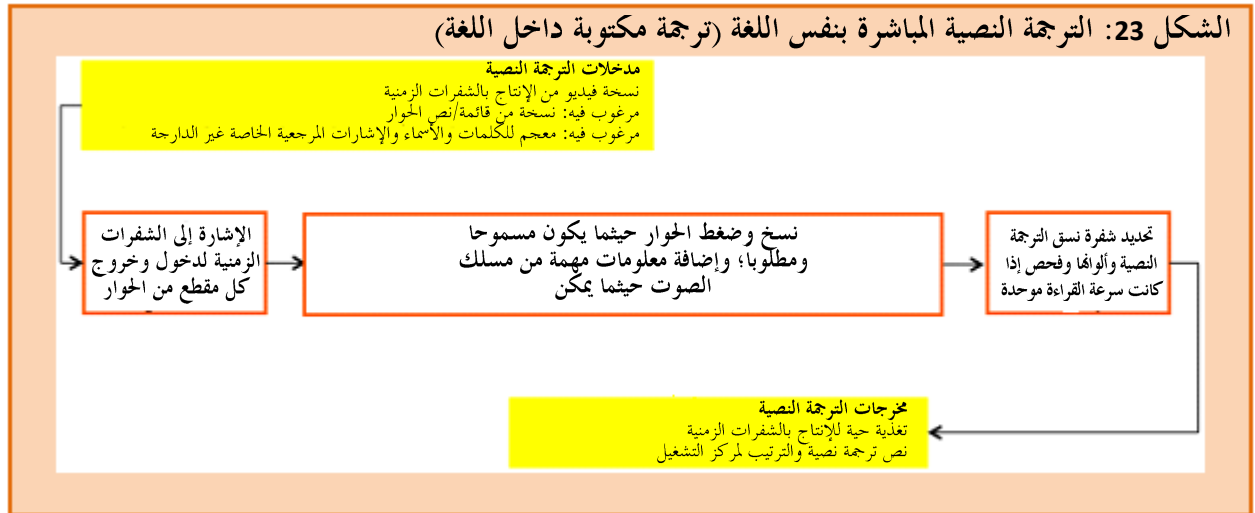 الشكل 23: الترجمة النصية المباشرة بنفس اللغة (ترجمة مكتوبة داخل اللغة)
مدخلات الترجمة النصية
نسخة فيديو من الإنتاج بالشفرات الزمنية
مرغوب فيه: نسخة من قائمة/نص الحوار
مرغوب فيه: معجم للكلمات والأسماء والإشارات المرجعية الخاصة غير الدارجة
الإشارة إلى الشفرات
الزمنية لدخول وخروج
كل مقطع من الحوار
نسخ وضغط الحوار حيثما يكون مسموحا
ومطلوبا؛ وإضافة معلومات مهمة من مسلك
الصوت حيثما يمكن
تحديد شفرة نسق الترجمة
النصية وألوانها وفحص إذا
كانت سرعة القراءة موحدة
مخرجات الترجمة النصية
تغذية حية للإنتاج بالشفرات الزمنية
نص ترجمة نصية والترتيب لمركز التشغيل